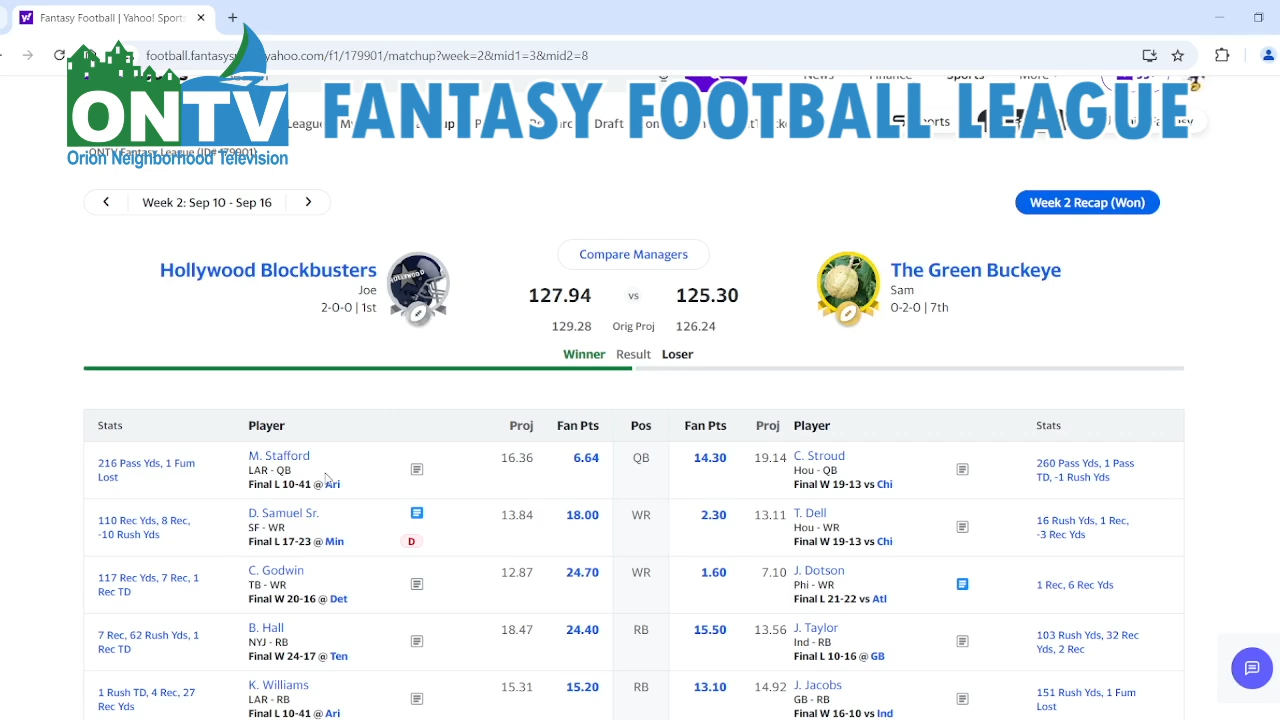 Fantasy Football | Yahoo! Sports
football.fantasys yahoo.com/f1/179901/matchup?week=2&mid1=3&mid2=8
ONTV
Orion Neighborhood Television
FANTASY FOOTBALL LEAGUE
News Finance Sports More
League Draft
ONTV Fantasy League (ID# 179901)
Week 2: Sep 10 - Sep 16
Week 2 Recap (Won)
Compare Managers
Hollywood Blockbusters
Joe
2-0-0 | 1st
HOLLYWOOD
127.94 vs 125.30
129.28 Orig Proj 126.24
The Green Buckeye
Sam
0-2-0 | 7th
Winner Result Loser
Stats Player Proj Fan Pts Pos Fan Pts Proj Player Stats
216 Pass Yds, 1 Fum
Lost
M. Stafford
LAR - QB
Final L 10-41 @ Ari
16.36 6.64 QB 14.30 19.14
C. Stroud
Hou - QB
Final W 19-13 vs Chi
260 Pass Yds, 1 Pass
TD, -1 Rush Yds
110 Rec Yds, 8 Rec,
-10 Rush Yds
D. Samuel Sr.
SF - WR
Final L 17-23 @ Min
D
13.84 18.00 WR 2.30 13.11
T. Dell
Hou - WR
Final W 19-13 vs Chi
16 Rush Yds, 1 Rec,
-3 Rec Yds
117 Rec Yds, 7 Rec, 1
Rec TD
C. Godwin
TB - WR
Final W 20-16 @ Det
12.87 24.70 WR 1.60 7.10
J. Dotson
Phi - WR
Final L 21-22 vs Atl
1 Rec, 6 Rec Yds
7 Rec, 62 Rush Yds, 1
Rec TD
B. Hall
NYJ - RB
Final W 24-17 @ Ten
18.47 24.40 RB 15.50 13.56
J. Taylor
Ind - RB
Final L 10-16 @ GB
103 Rush Yds, 32 Rec
Yds, 2 Rec
1 Rush TD, 4 Rec, 27
Rec Yds
K. Williams
LAR - RB
Final L 10-41 @ Ari
15.31 15.20 RB 13.10 14.92
J. Jacobs
GB - RB
Final W 16-10 vs Ind
151 Rush Yds, 1 Fum
Lost